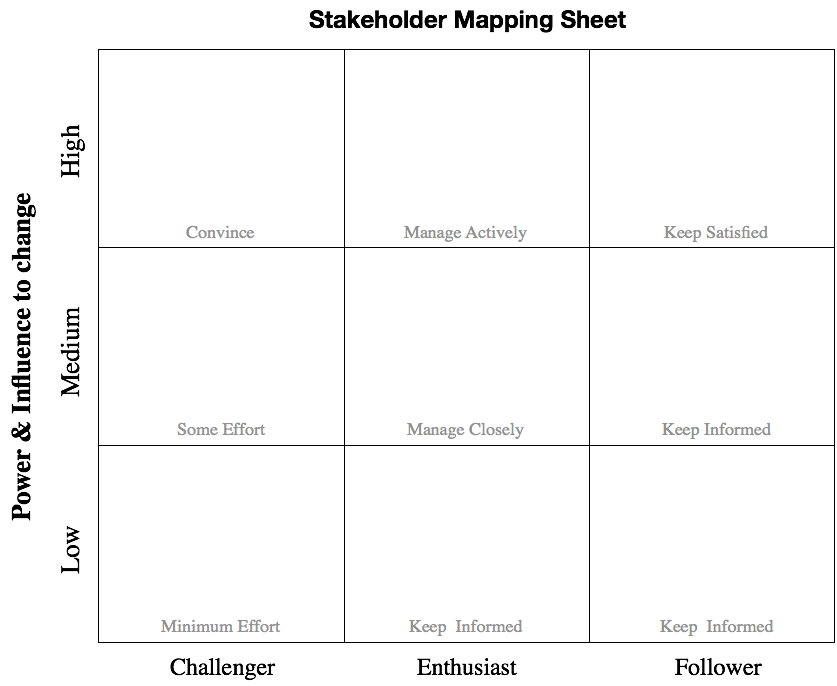 Stakeholder Mapping Sheet
Power & Influence to change
High
Convince
Manage Actively
Keep Satisfied
Medium
Some Effort
Manage Closely
Keep Informed
Low
Minimum Effort
Keep Informed
Keep Informed
Challenger
Enthusiast
Follower